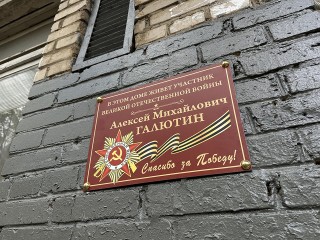 В ЭТОМ ДОМЕ ЖИВЕТ УЧАСТНИК
ВЕЛИКОЙ ОТЕЧЕСТВЕННОЙ ВОЙНЫ
Алексей Михайлович
ГАЛЮТИН
Спасибо за Победу!